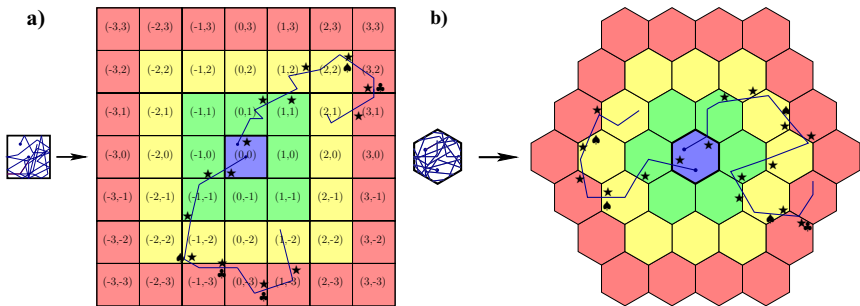 a) b)
(-3,3) (-2,3) (-1,3) (0,3) (1,3) (2,3) (3,3)
(-3,2) (-2,2) (-1,2) (0,2) (1,2) (2,2) (3,2)
(-3,1) (-2,1) (-1,1) (0,1) (1,1) (2,1) (3,1)
(-3,0) (-2,0) (-1,0) (0,0) (1,0) (2,0) (3,0)
(-3,-1) (-2,-1) (-1,-1) (0,-1) (1,-1) (2,-1) (3,-1)
(-3,-2) (-2,-2) (-1,-2) (0,-2) (1,-2) (2,-2) (3,-2)
(-3,-3) (-2,-3) (-1,-3) (0,-3) (1,-3) (2,-3) (3,-3)